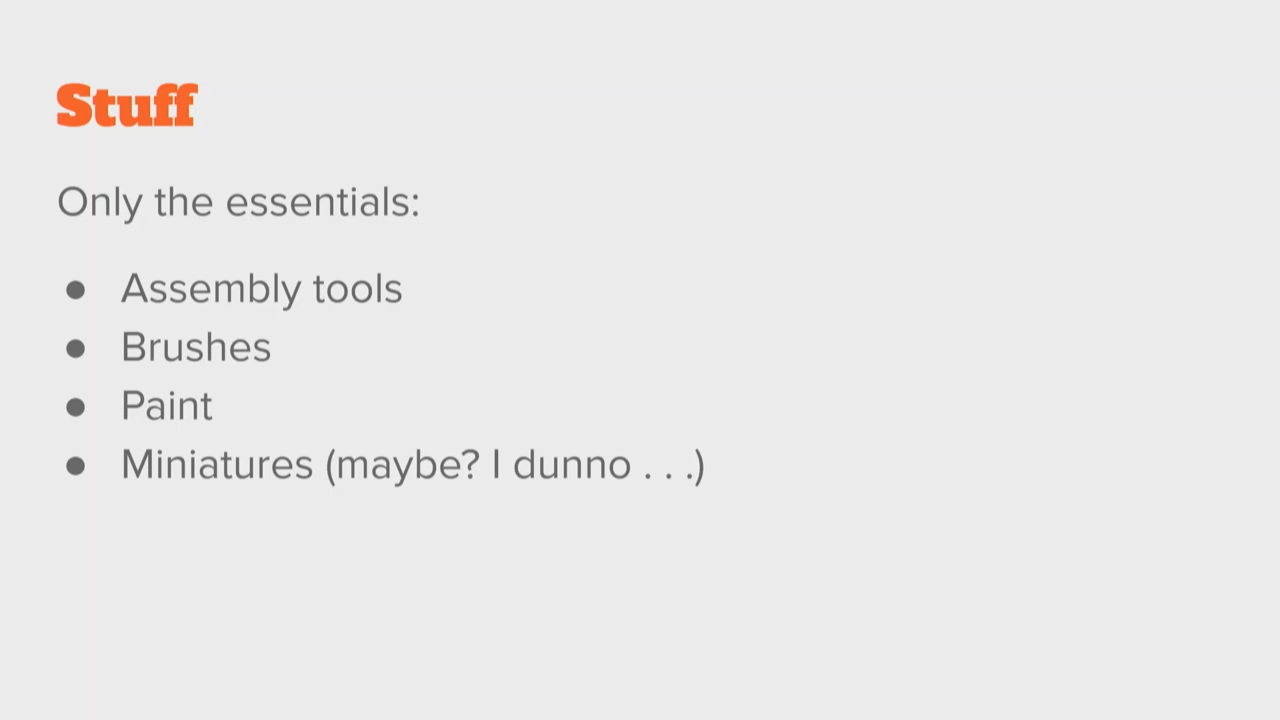 Stuff
Only the essentials:
● Assembly tools
● Brushes
● Paint
● Miniatures (maybe? I dunno . . .)